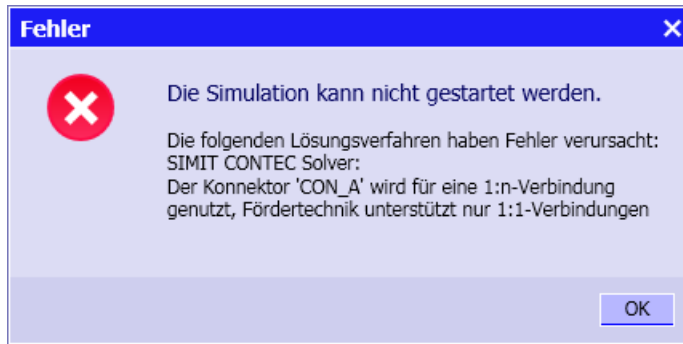 Fehler
Die Simulation kann nicht gestartet werden.
Die folgenden Lösungsverfahren haben Fehler verursacht:
SIMIT CONTEC Solver:
Der Konnektor 'CON_A' wird für eine 1:n-Verbindung
genutzt, Fördertechnik unterstützt nur 1:1-Verbindungen
OK